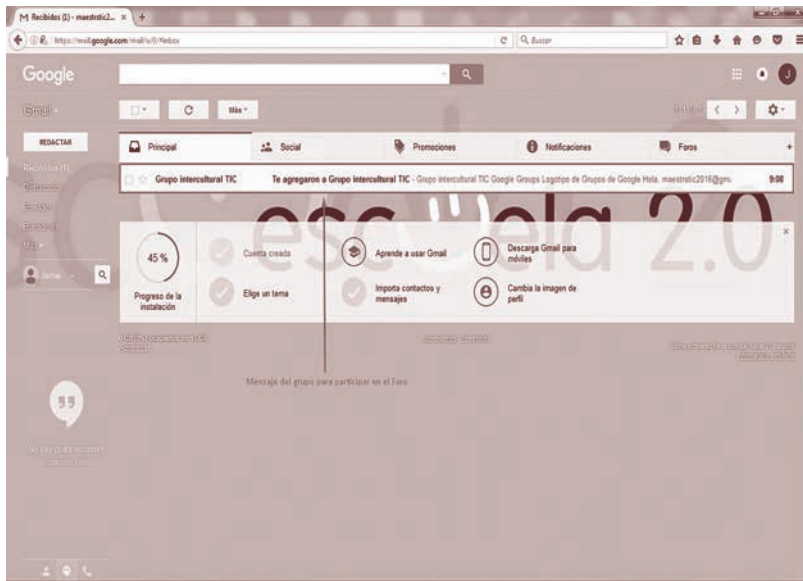 M Recibidos (1) - maestrotic2... × +
https://mail.google.com/mail/u/0/#inbox
Buscar
Google
J
Gmail
Más
REDACTAR
Principal
Social
Promociones
Notificaciones
Foros
+
Recibidos (1)
Grupo intercultural TIC
Te agregaron a Grupo intercultural TIC - Grupo intercultural TIC Google Groups Logotipo de Grupos de Google Hola,
9:08
Más
escuela 2.0
45 %
Progreso de la
instalación
Cuenta creada
Aprende a usar Gmail
Descarga Gmail para
móviles
Elige un tema
Importa contactos y
mensajes
Cambia la imagen de
perfil
Mensaje del grupo para participar en el Foro